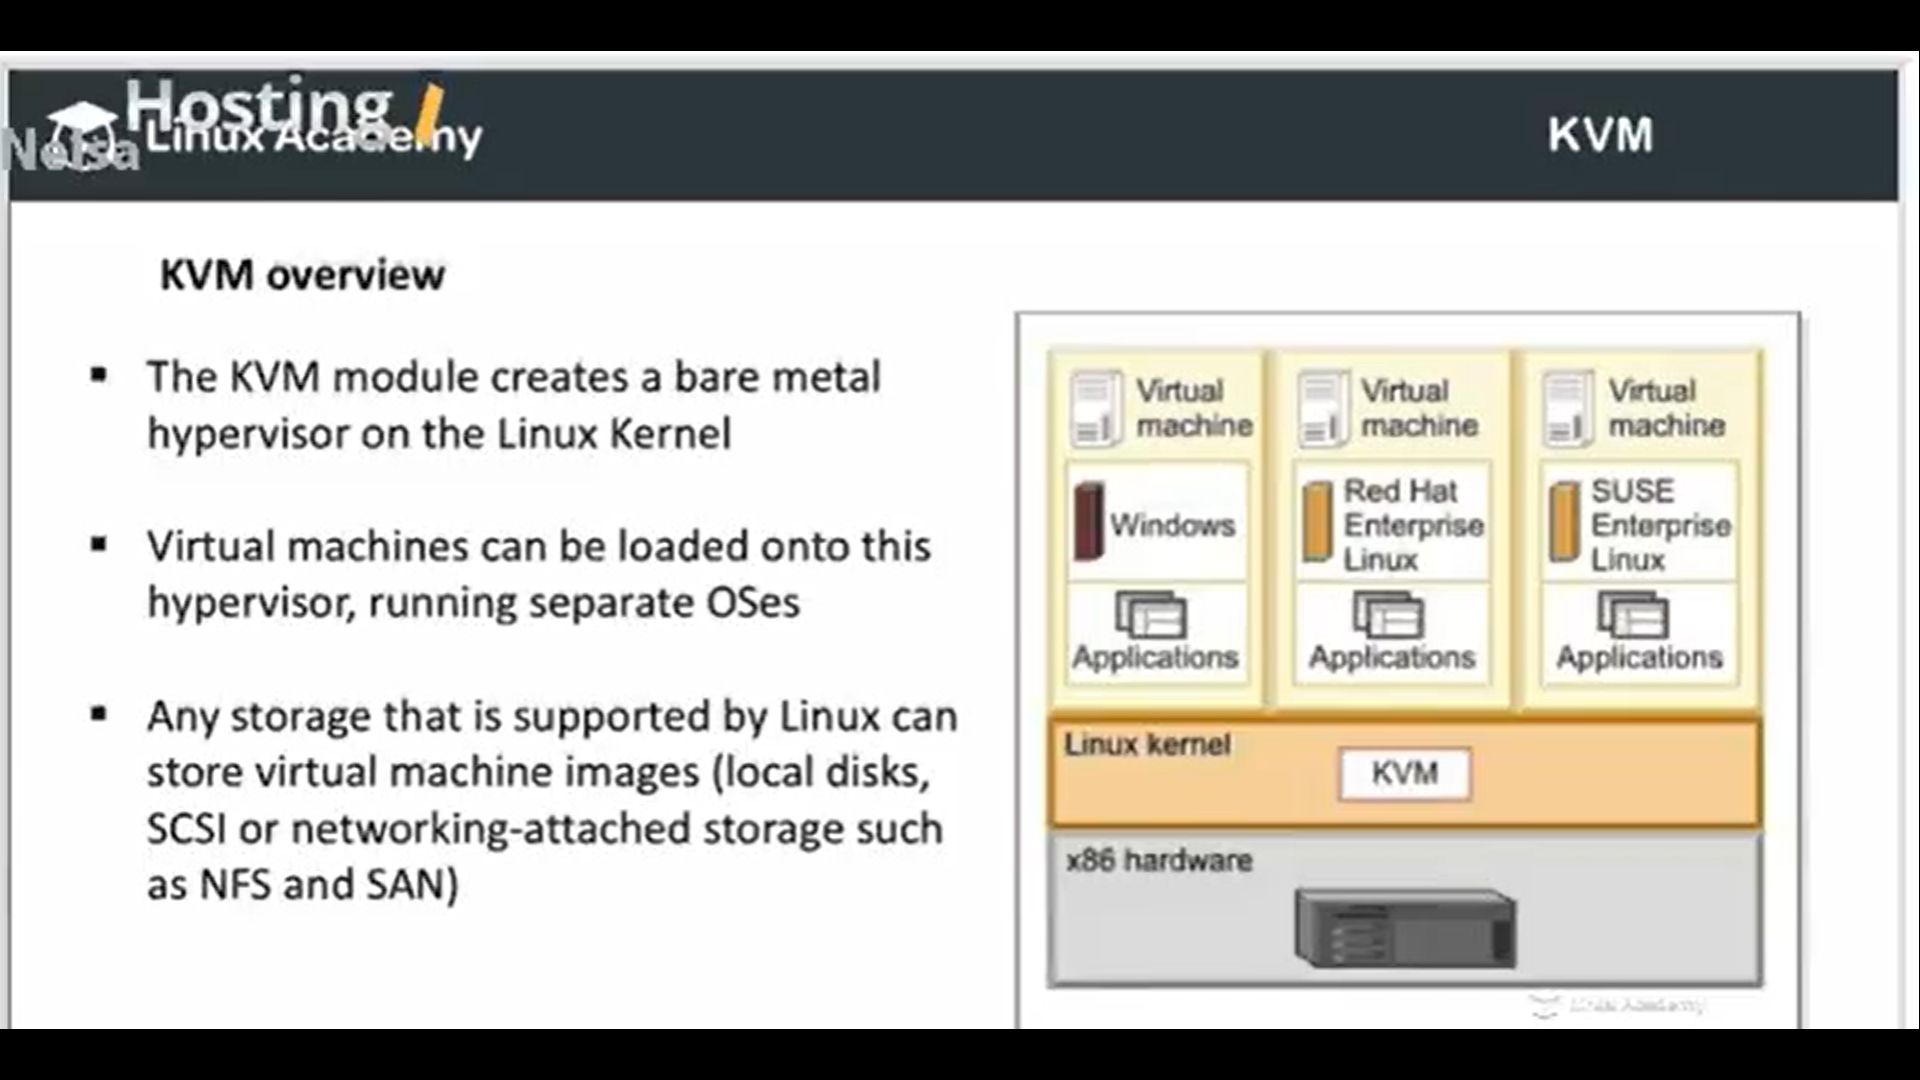 Hosting
Linux Academy
KVM
KVM overview
▪ The KVM module creates a bare metal
hypervisor on the Linux Kernel
▪ Virtual machines can be loaded onto this
hypervisor, running separate OSes
▪ Any storage that is supported by Linux can
store virtual machine images (local disks,
SCSI or networking-attached storage such
as NFS and SAN)
Virtual
machine
Windows
Applications
Virtual
machine
Red Hat
Enterprise
Linux
Applications
Virtual
machine
SUSE
Enterprise
Linux
Applications
Linux kernel
KVM
x86 hardware
Linux Academy